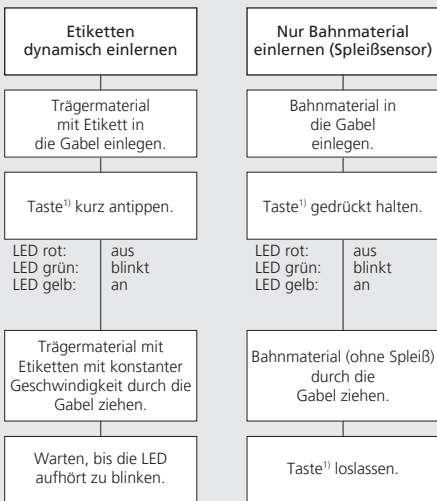 Etiketten
dynamisch einlernen
Trägermaterial
mit Etikett in
die Gabel einlegen.
Taste1) kurz antippen.
LED rot: aus
LED grün: blinkt
LED gelb: an
Trägermaterial mit
Etiketten mit konstanter
Geschwindigkeit durch die
Gabel ziehen.
Warten, bis die LED
aufhört zu blinken.
Nur Bahnmaterial
einlernen (Spleißsensor)
Bahnmaterial in
die Gabel
einlegen.
Taste1) gedrückt halten.
LED rot: aus
LED grün: blinkt
LED gelb: an
Bahnmaterial (ohne Spleiß)
durch die
Gabel ziehen.
Taste1) loslassen.